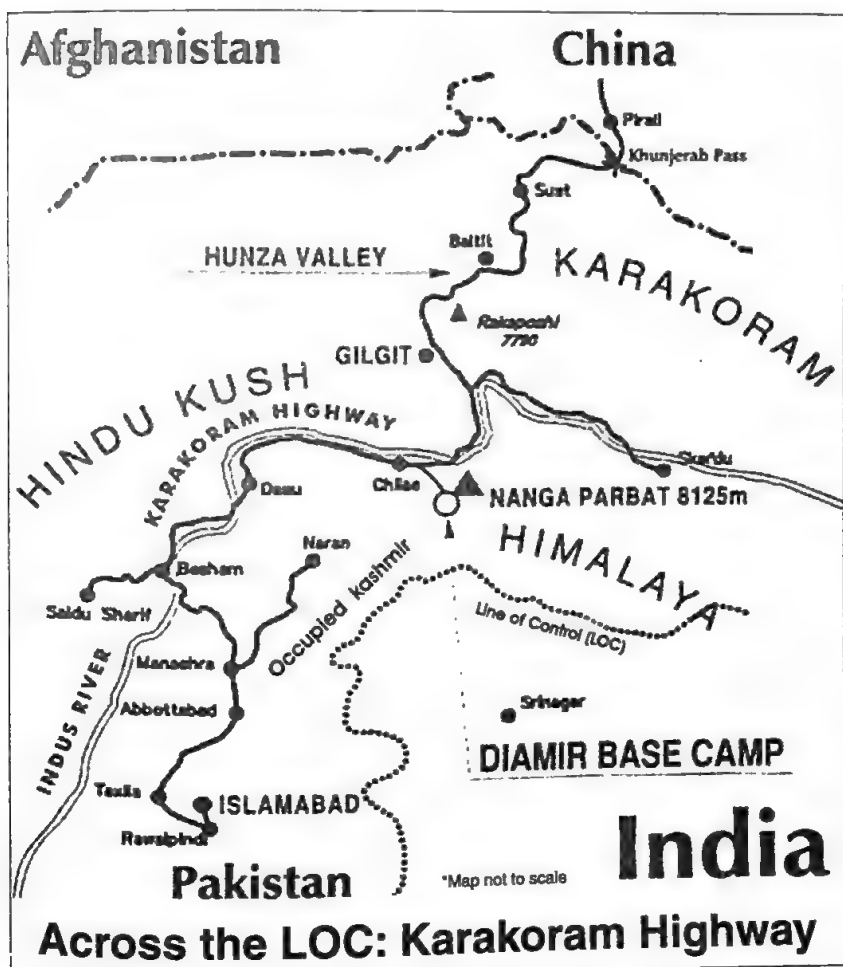 Afghanistan
China
Pirali
Khunjerab Pass
Sust
Baltit
HUNZA VALLEY
KARAKORAM
Rakaposhi
7790
GILGIT
HINDU KUSH
KARAKORAM HIGHWAY
Skardu
Chilas
Dasu
NANGA PARBAT 8125m
Naran
HIMALAYA
Besham
Occupied kashmir
Saidu Sharif
Line of Control (LOC)
Mansehra
INDUS RIVER
Abbottabad
Srinagar
DIAMIR BASE CAMP
Taxila
ISLAMABAD
Rawalpindi
India
Pakistan
*Map not to scale
Across the LOC: Karakoram Highway